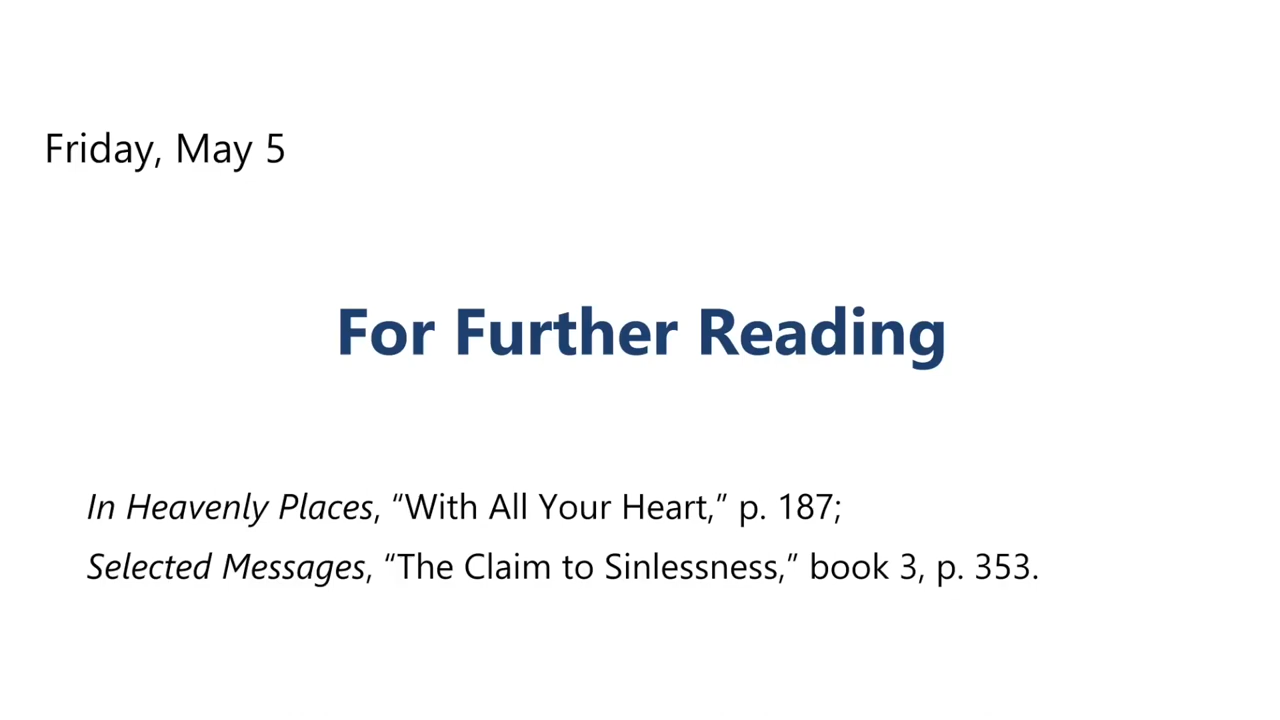 Friday, May 5
For Further Reading
In Heavenly Places, “With All Your Heart,” p. 187;
Selected Messages, “The Claim to Sinlessness,” book 3, p. 353.